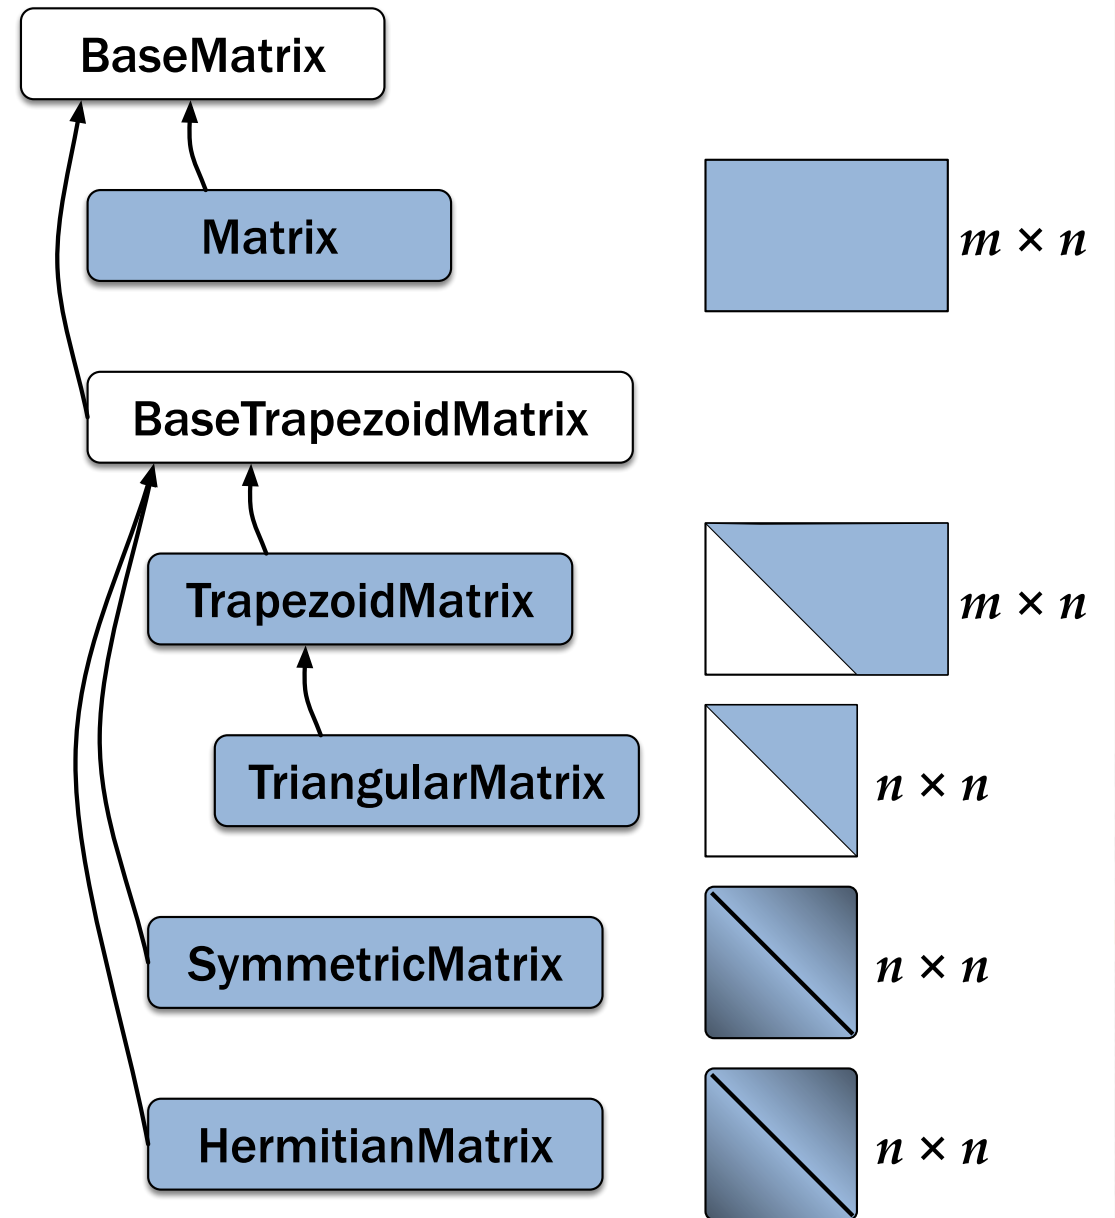 BaseMatrix
Matrix
m × n
BaseTrapezoidMatrix
TrapezoidMatrix
m × n
TriangularMatrix
n × n
SymmetricMatrix
n × n
HermitianMatrix
n × n